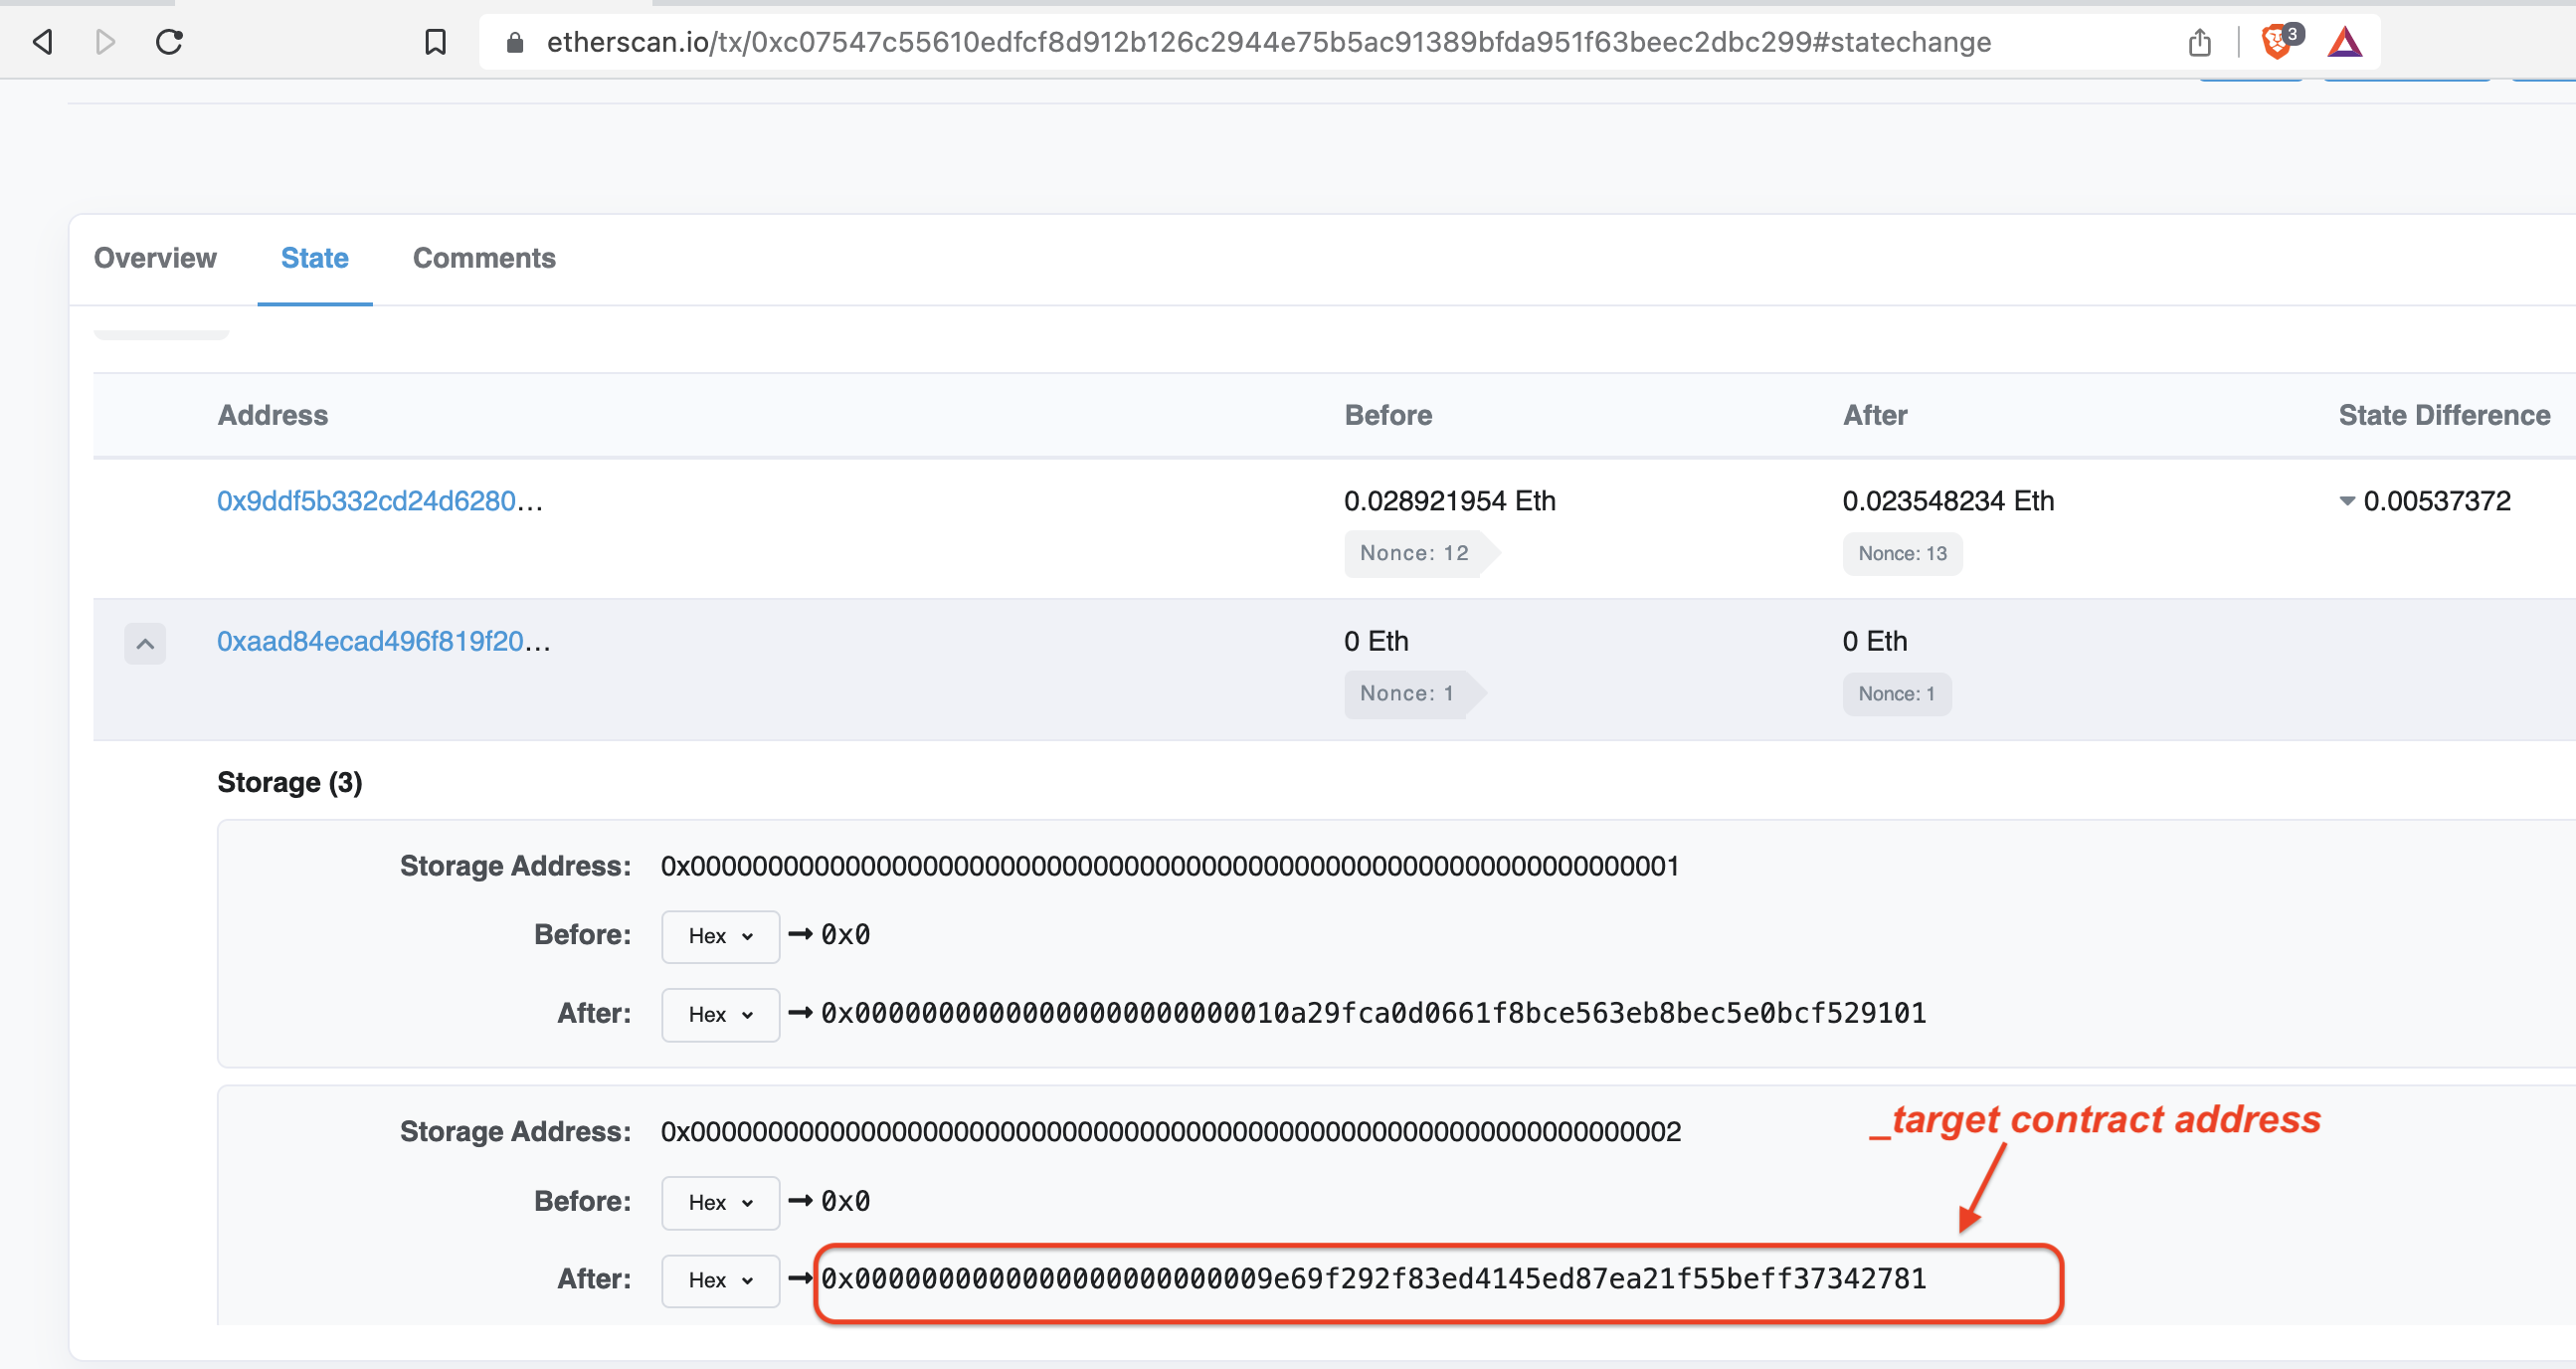 etherscan.io/tx/0xc07547c55610edfcf8d912b126c2944e75b5ac91389bfda951f63beec2dbc299#statechange
3
Overview State Comments
Address Before After State Difference
0x9ddf5b332cd24d6280... 0.028921954 Eth 0.023548234 Eth 0.00537372
Nonce: 12 Nonce: 13
0xaad84ecad496f819f20... 0 Eth 0 Eth
Nonce: 1 Nonce: 1
Storage (3)
Storage Address: 0x0000000000000000000000000000000000000000000000000000000000000001
Before: Hex 0x0
After: Hex 0x00000000000000000000000010a29fca0d0661f8bce563eb8bec5e0bcf529101
_target contract address
Storage Address: 0x0000000000000000000000000000000000000000000000000000000000000002
Before: Hex 0x0
After: Hex 0x0000000000000000000000009e69f292f83ed4145ed87ea21f55beff37342781